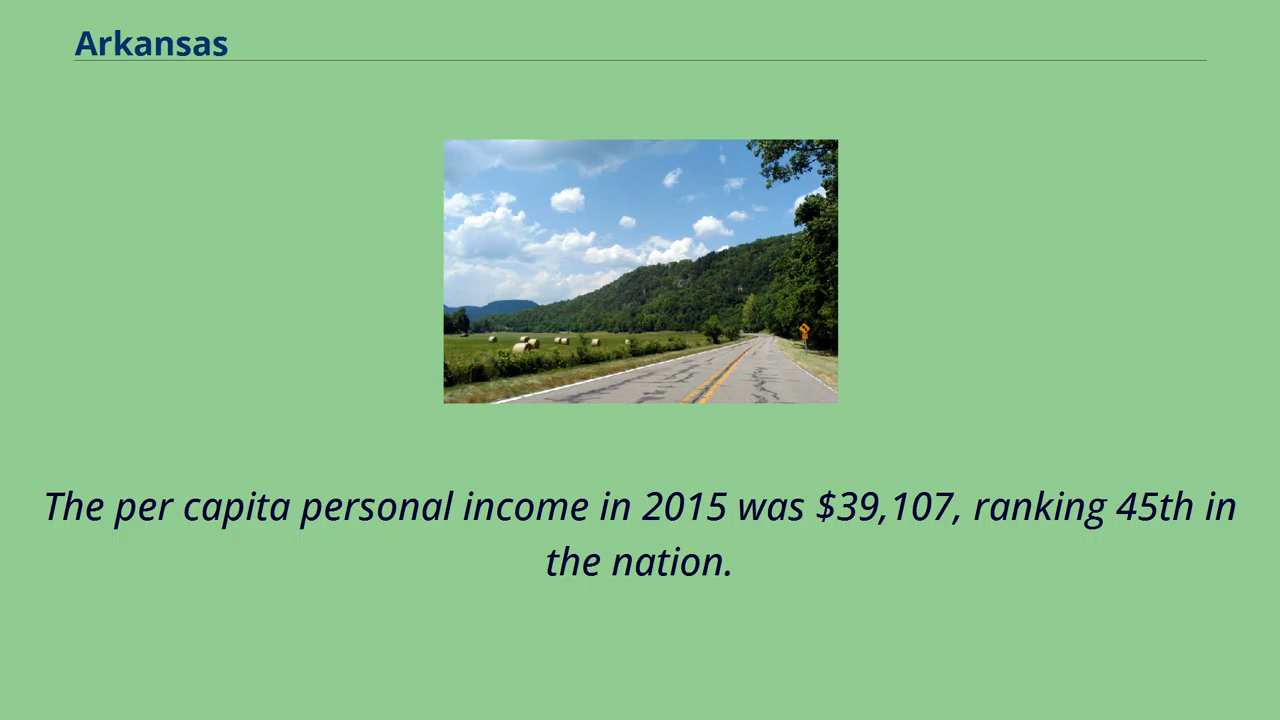 Arkansas
The per capita personal income in 2015 was $39,107, ranking 45th in
the nation.